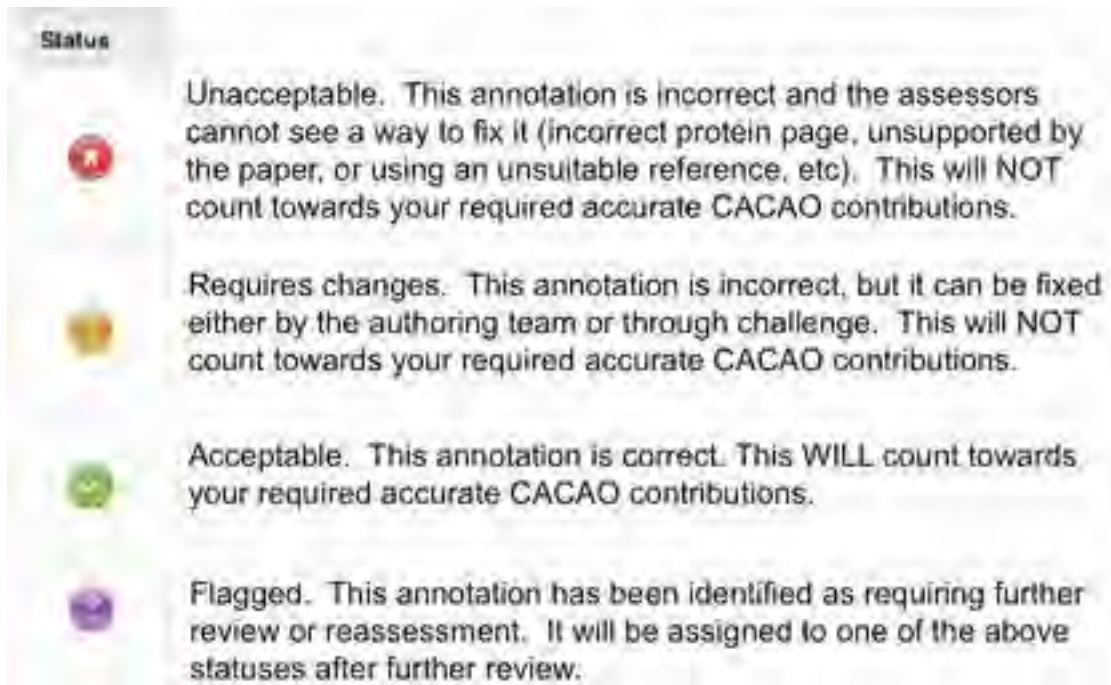 Status
Unacceptable. This annotation is incorrect and the assessors
cannot see a way to fix it (incorrect protein page, unsupported by
the paper, or using an unsuitable reference, etc). This will NOT
count towards your required accurate CACAO contributions.
Requires changes. This annotation is incorrect, but it can be fixed
either by the authoring team or through challenge. This will NOT
count towards your required accurate CACAO contributions.
Acceptable. This annotation is correct. This WILL count towards
your required accurate CACAO contributions.
Flagged. This annotation has been identified as requiring further
review or reassessment. It will be assigned to one of the above
statuses after further review.